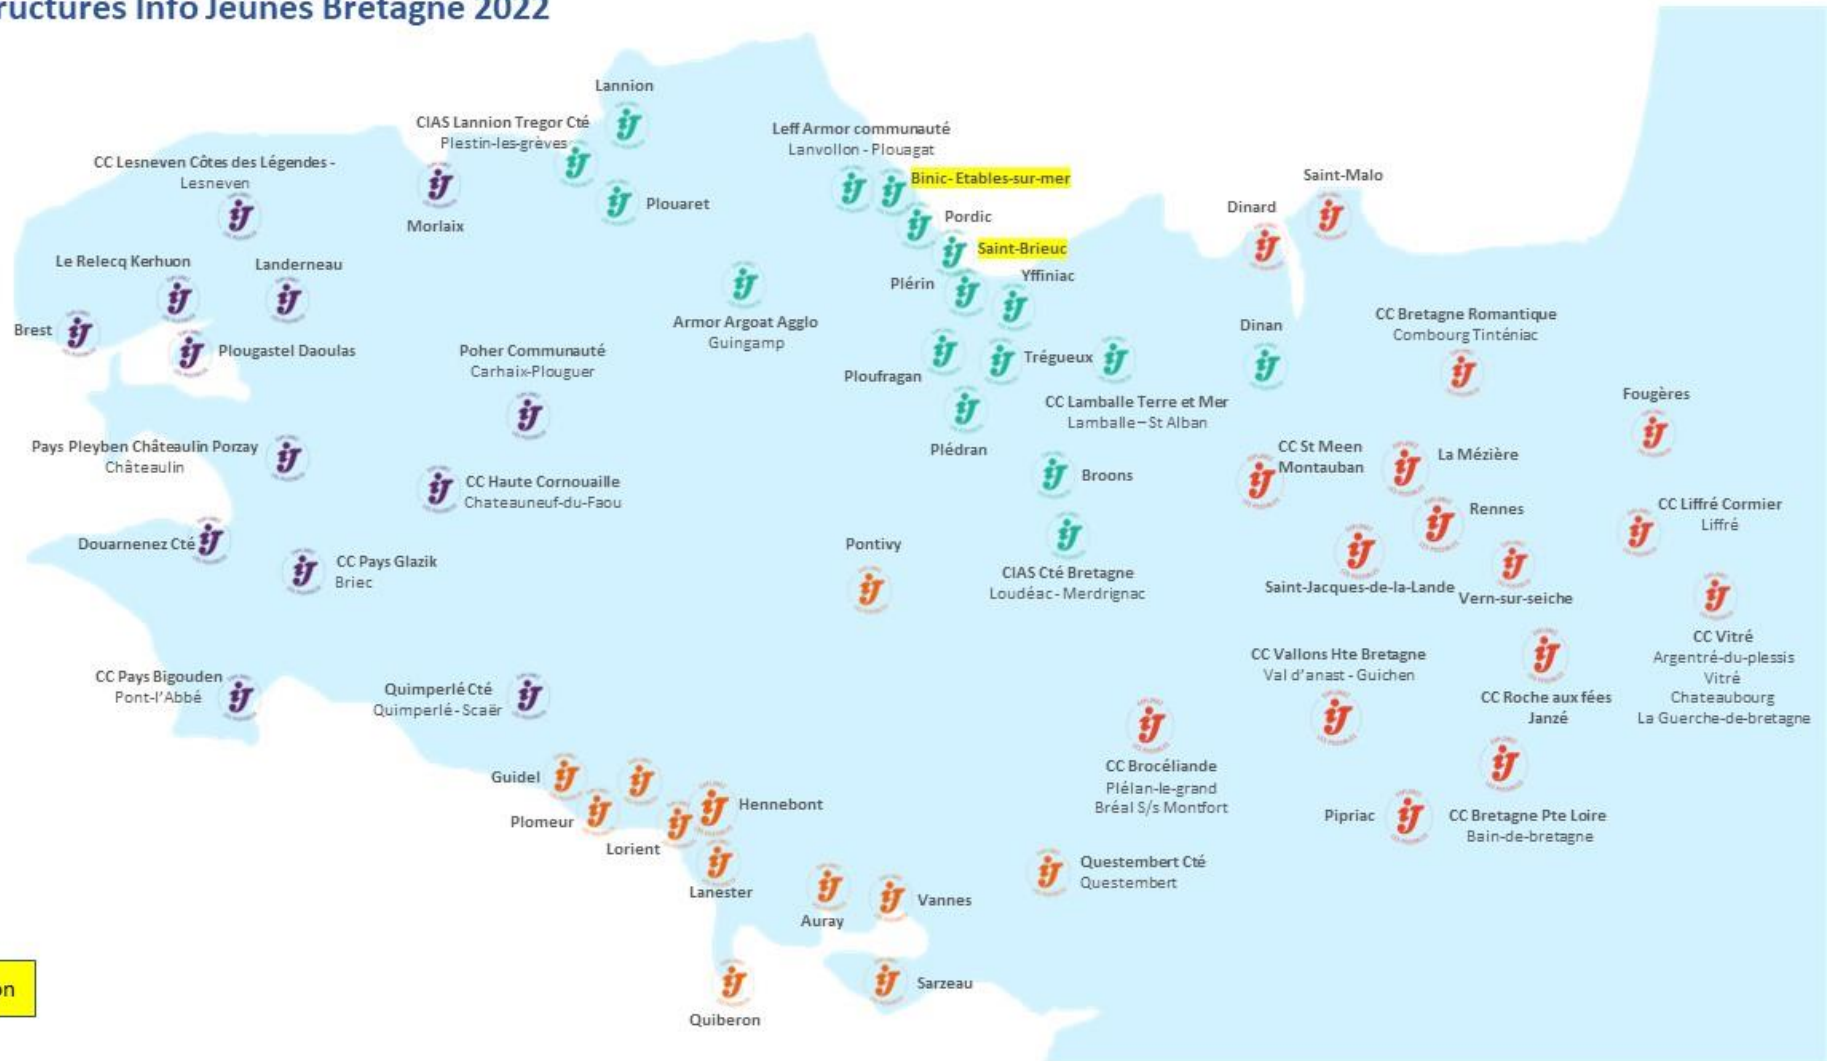 ructures Info Jeunes Bretagne 2022
Lannion
CIAS Lannion Tregor Cté
Plestin-les-grèves
Leff Armor communauté
Lanvollon - Plouagat
CC Lesneven Côtes des Légendes -
Lesneven
Binic- Etables-sur-mer
Saint-Malo
Plouaret
Dinard
Morlaix
Pordic
Saint-Brieuc
Le Relecq Kerhuon
Landerneau
Plérin
Yffiniac
Armor Argoat Agglo
Guingamp
CC Bretagne Romantique
Combourg Tinténiac
Brest
Dinan
Plougastel Daoulas
Poher Communauté
Carhaix-Plouguer
Trégueux
Ploufragan
CC Lamballe Terre et Mer
Lamballe – St Alban
Fougères
Pays Pleyben Châteaulin Porzay
Châteaulin
Plédran
CC St Meen
Montauban
La Mézière
Broons
CC Haute Cornouaille
Chateauneuf-du-Faou
Rennes
CC Liffré Cormier
Liffré
Douarnenez Cté
Pontivy
CC Pays Glazik
Briec
CIAS Cté Bretagne
Loudéac - Merdrignac
Saint-Jacques-de-la-Lande
Vern-sur-seiche
CC Vitré
Argentré-du-plessis
Vitré
Chateaubourg
La Guerche-de-bretagne
CC Vallons Hte Bretagne
Val d'anast - Guichen
CC Pays Bigouden
Pont-l'Abbé
Quimperlé Cté
Quimperlé - Scaër
CC Roche aux fées
Janzé
CC Brocéliande
Plélan-le-grand
Bréal S/s Montfort
Guidel
Hennebont
Plomeur
Pipriac
CC Bretagne Pte Loire
Bain-de-bretagne
Lorient
Questembert Cté
Questembert
Lanester
Vannes
Auray
Sarzeau
on
Quiberon